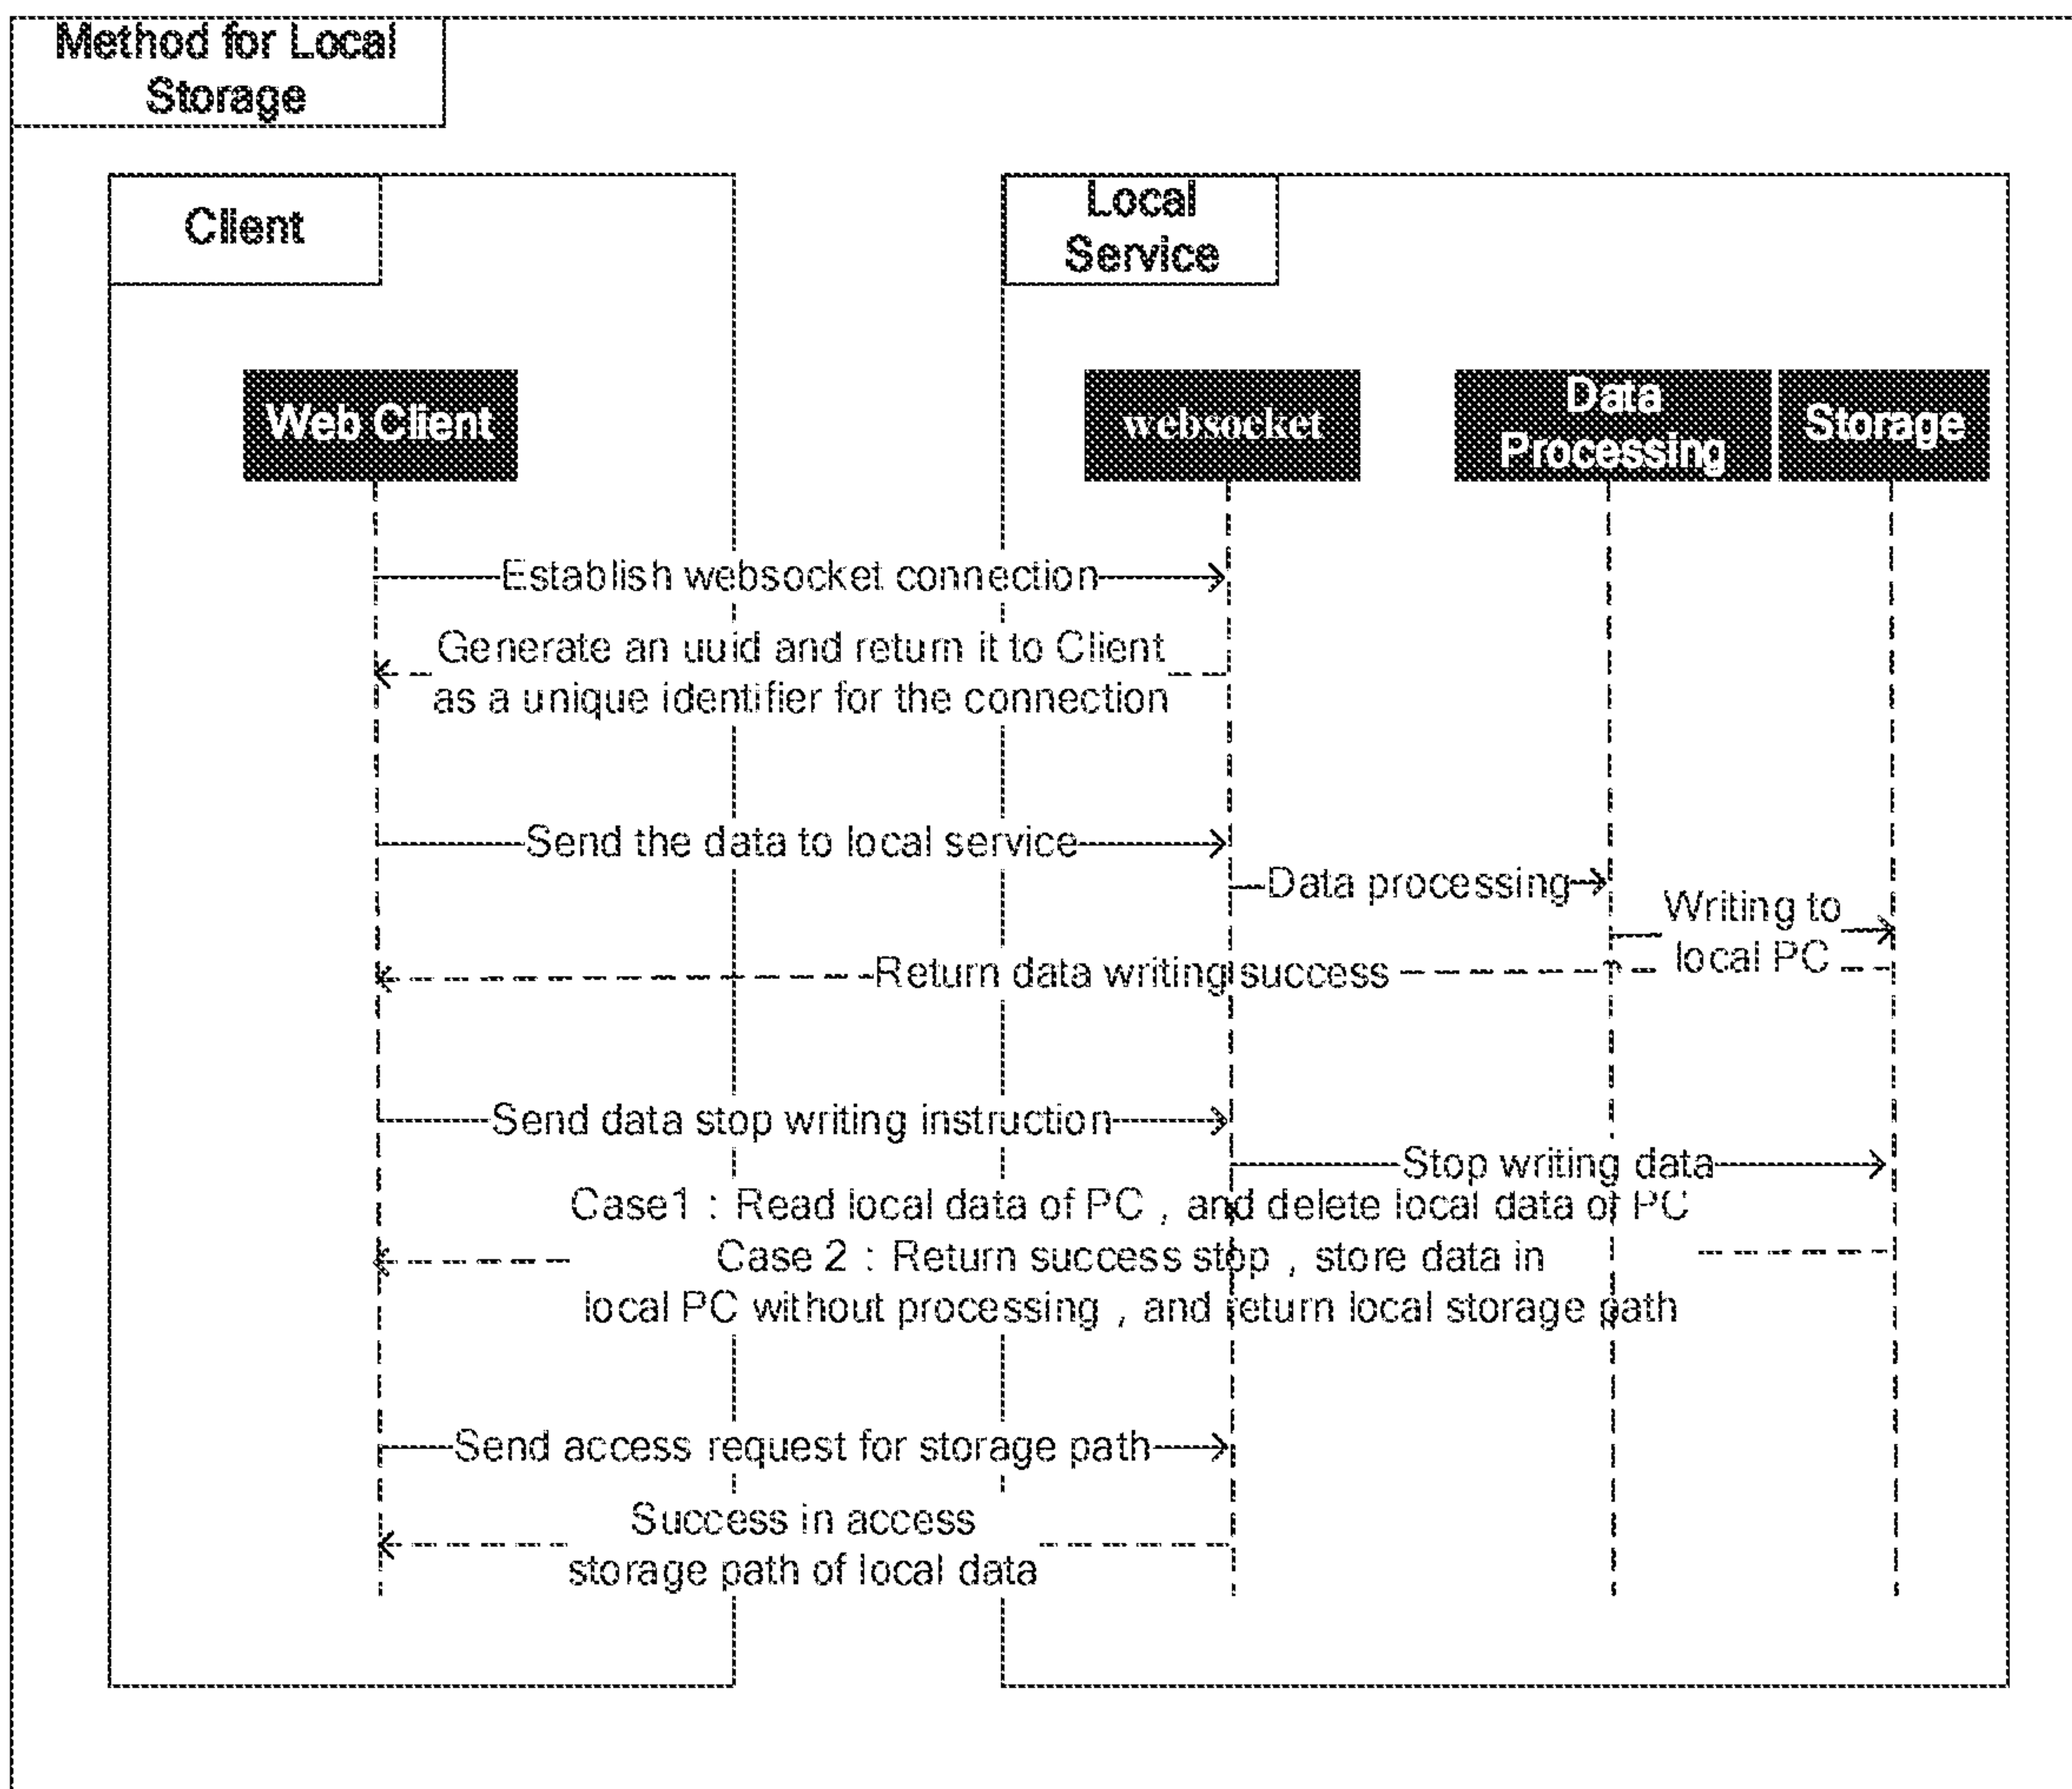 Method for Local
Storage
Client
Local
Service
Web Client
websocket
Data
Processing
Storage
Establish websocket connection
Generate an uuid and return it to Client
as a unique identifier for the connection
Send the data to local service
Data processing
Writing to
local PC
Return data writing success
Send data stop writing instruction
Stop writing data
Case1 : Read local data of PC , and delete local data of PC
Case 2 : Return success stop , store data in
local PC without processing , and return local storage path
Send access request for storage path
Success in access
storage path of local data